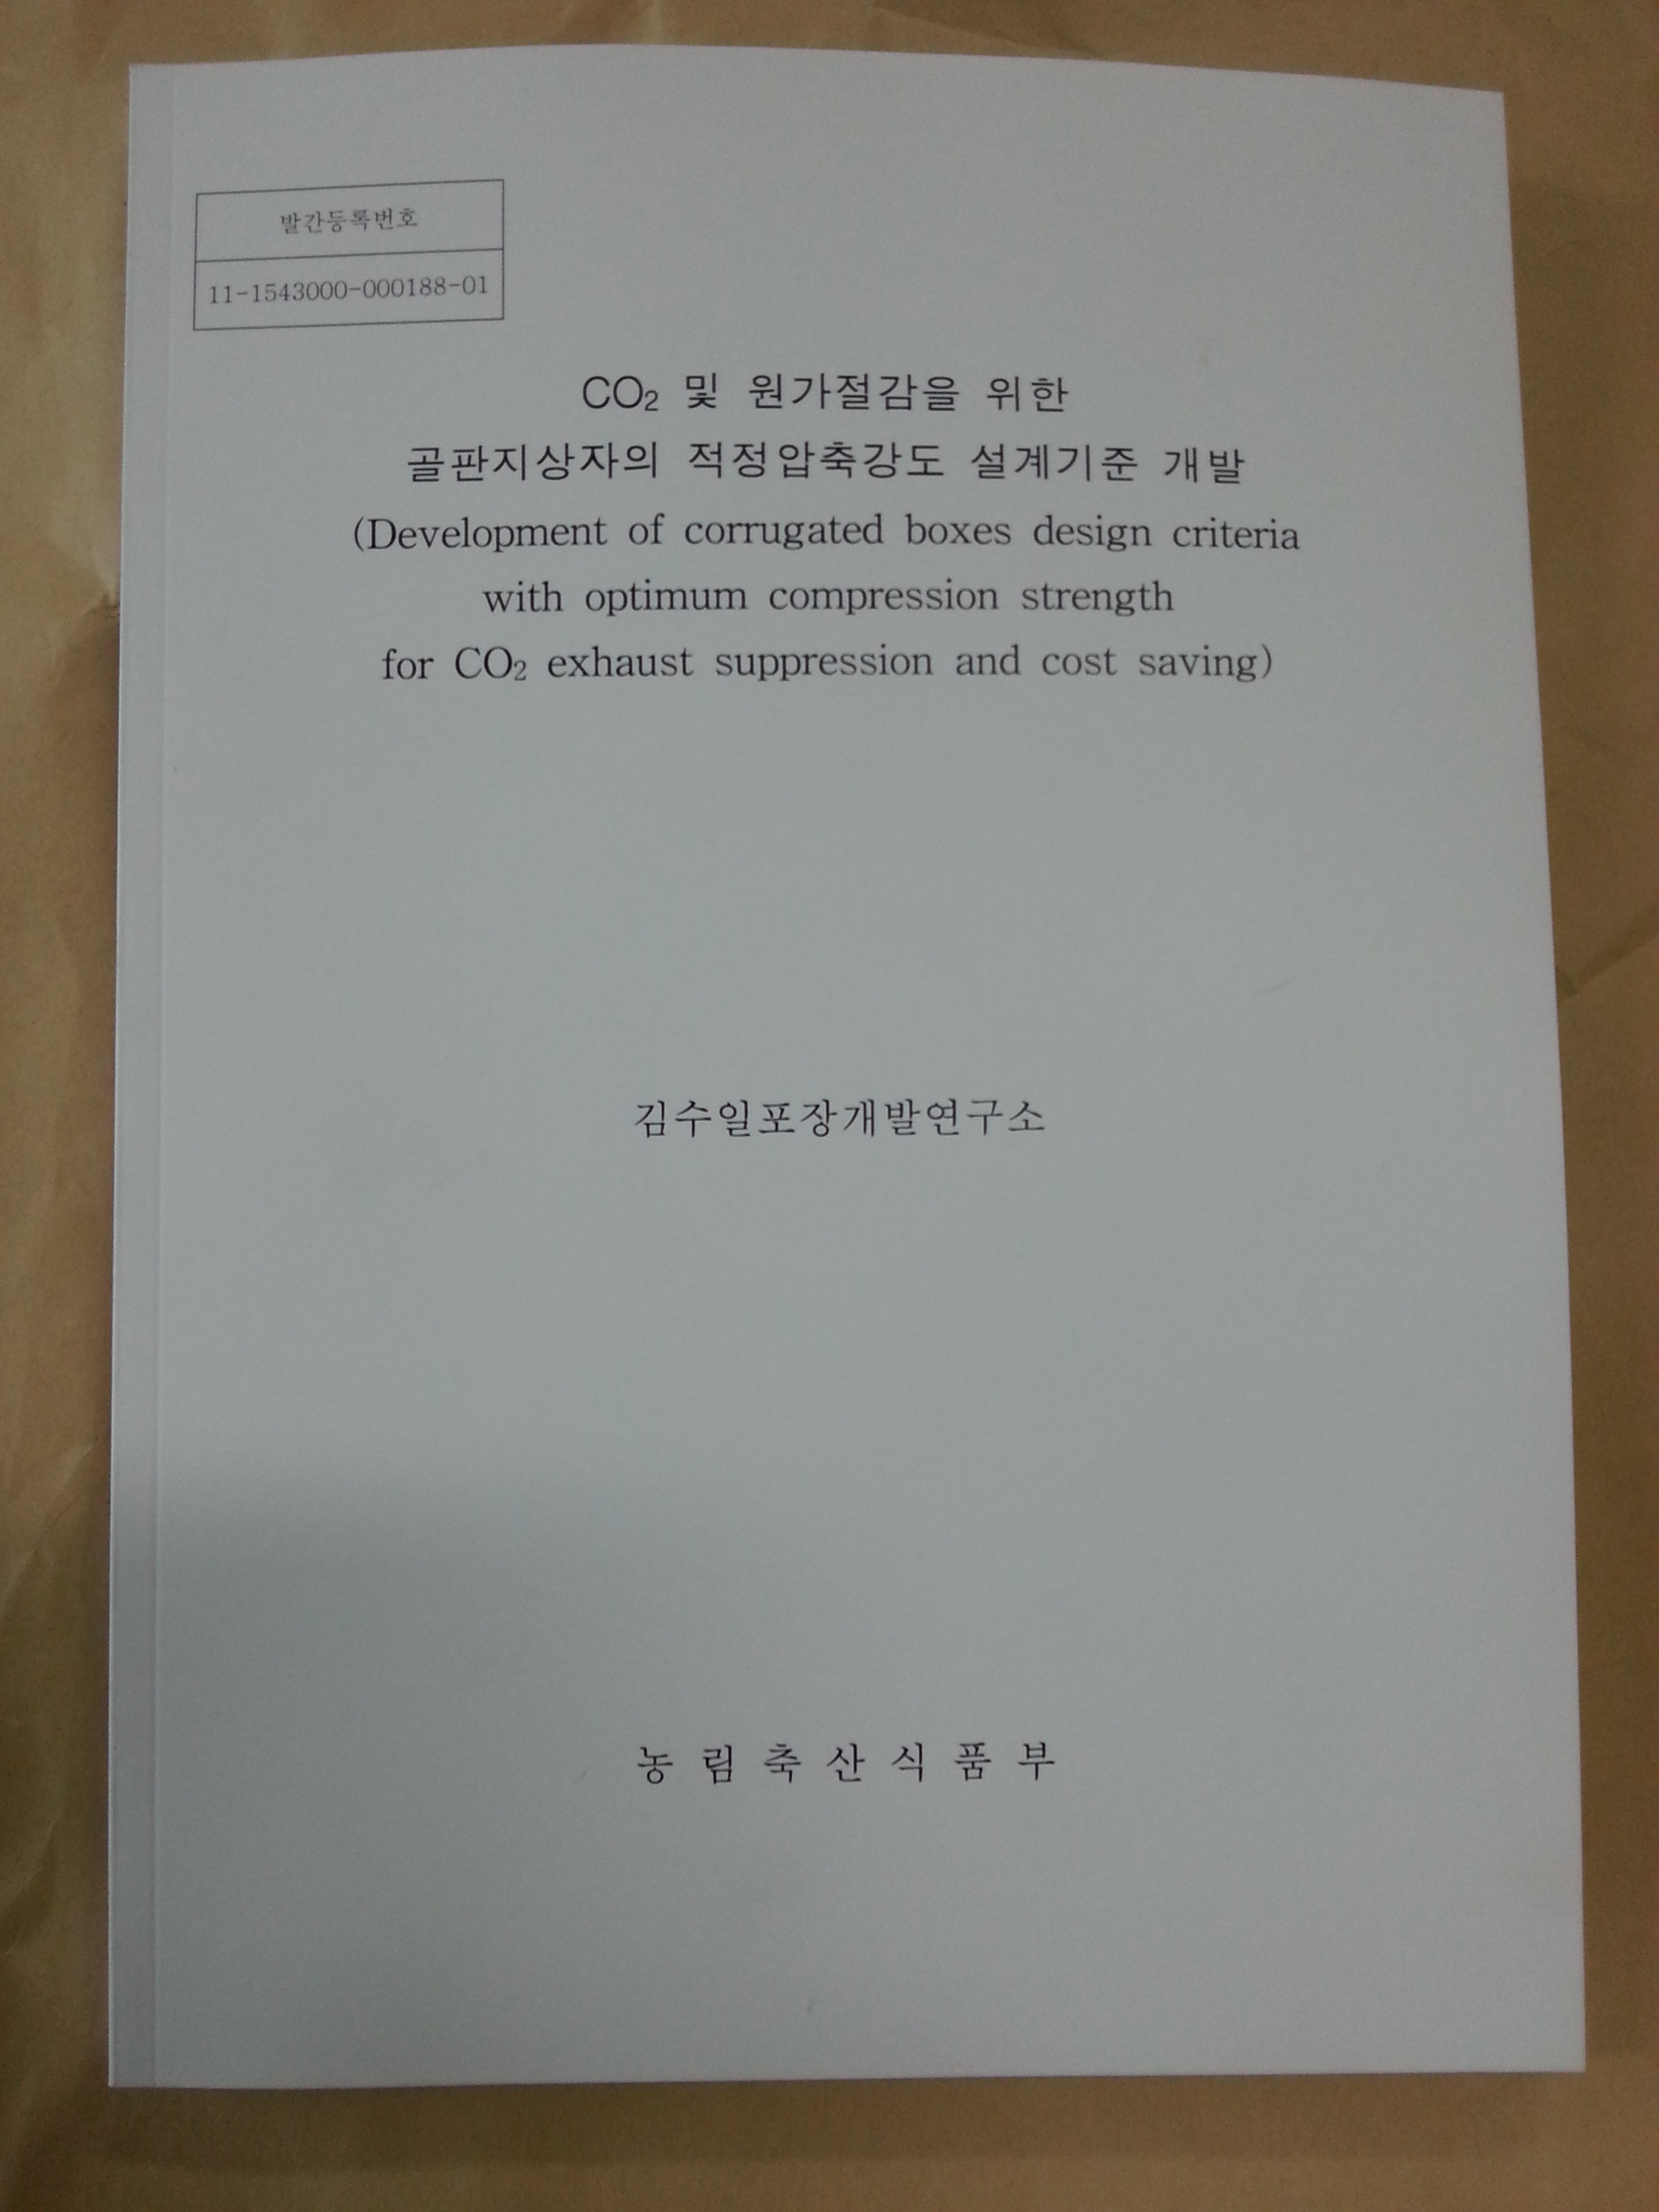 발간등록번호
11-1543000-000188-01
CO₂ 및 원가절감을 위한
골판지상자의 적정압축강도 설계기준 개발
(Development of corrugated boxes design criteria
with optimum compression strength
for CO₂ exhaust suppression and cost saving)
김수일포장개발연구소
농 림 축 산 식 품 부